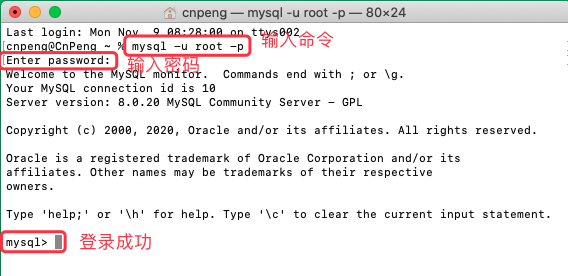 cnpeng — mysql -u root -p — 80×24
Last login: Mon Nov  9 08:28:00 on ttys002
[cnpeng@CnPeng ~ % mysql -u root -p 输入命令
[Enter password: 输入密码
Welcome to the MySQL monitor.  Commands end with ; or \g.
Your MySQL connection id is 10
Server version: 8.0.20 MySQL Community Server - GPL
Copyright (c) 2000, 2020, Oracle and/or its affiliates. All rights reserved.
Oracle is a registered trademark of Oracle Corporation and/or its
affiliates. Other names may be trademarks of their respective
owners.
Type 'help;' or '\h' for help. Type '\c' to clear the current input statement.
mysql> 登录成功